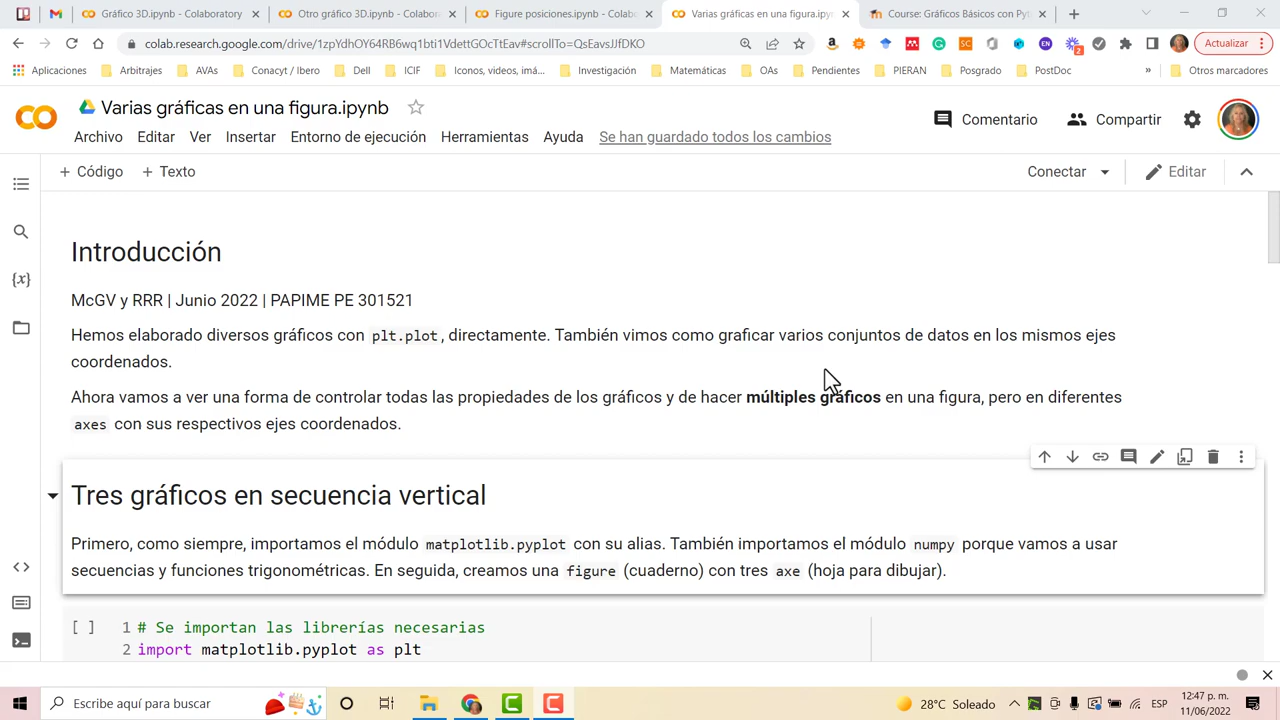 Gráfico 3D.ipynb - Colaboratory
Otro gráfico 3D.ipynb - Colabora
Figure posiciones.ipynb - Colabo
Varias gráficas en una figura.ipyn
Course: Gráficos Básicos con Pyt
colab.research.google.com/drive/
Actualizar
Aplicaciones
Arbitrajes
AVAs
Conacyt / Ibero
ICIF
Iconos, videos, imá...
Investigación
Matemáticas
OAs
Pendientes
PIERAN
Posgrado
PostDoc
»
Otros marcadores
Varias gráficas en una figura.ipynb
Archivo Editar Ver Insertar Entorno de ejecución Herramientas Ayuda Se han guardado todos los cambios
Comentario
Compartir
+ Código + Texto
Conectar
Editar
Introducción
McGV y RRR | Junio 2022 | PAPIME PE 301521
Hemos elaborado diversos gráficos con plt.plot, directamente. También vimos como graficar varios conjuntos de datos en los mismos ejes
coordenados.
Ahora vamos a ver una forma de controlar todas las propiedades de los gráficos y de hacer múltiples gráficos en una figura, pero en diferentes
axes con sus respectivos ejes coordenados.
Tres gráficos en secuencia vertical
Primero, como siempre, importamos el módulo matplotlib.pyplot con su alias. También importamos el módulo numpy porque vamos a usar
secuencias y funciones trigonométricas. En seguida, creamos una figure (cuaderno) con tres axe (hoja para dibujar).
[ ] 1 # Se importan las librerías necesarias
2 import matplotlib.pyplot as plt
Escribe aquí para buscar
28°C Soleado
ESP
12:47 p. m.
11/06/2022